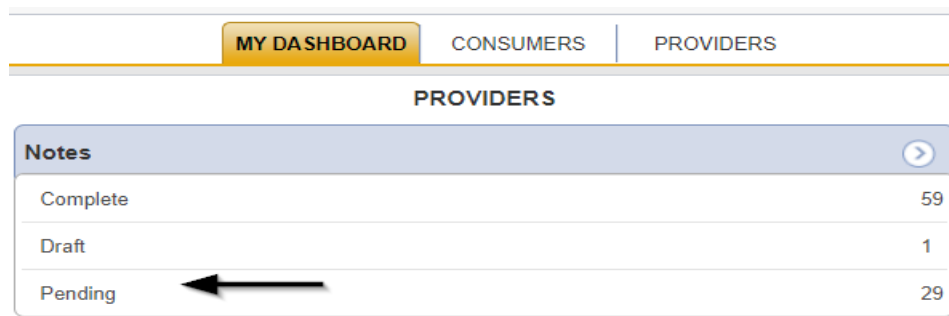 MY DASHBOARD CONSUMERS PROVIDERS
PROVIDERS
Notes
Complete 59
Draft 1
Pending 29